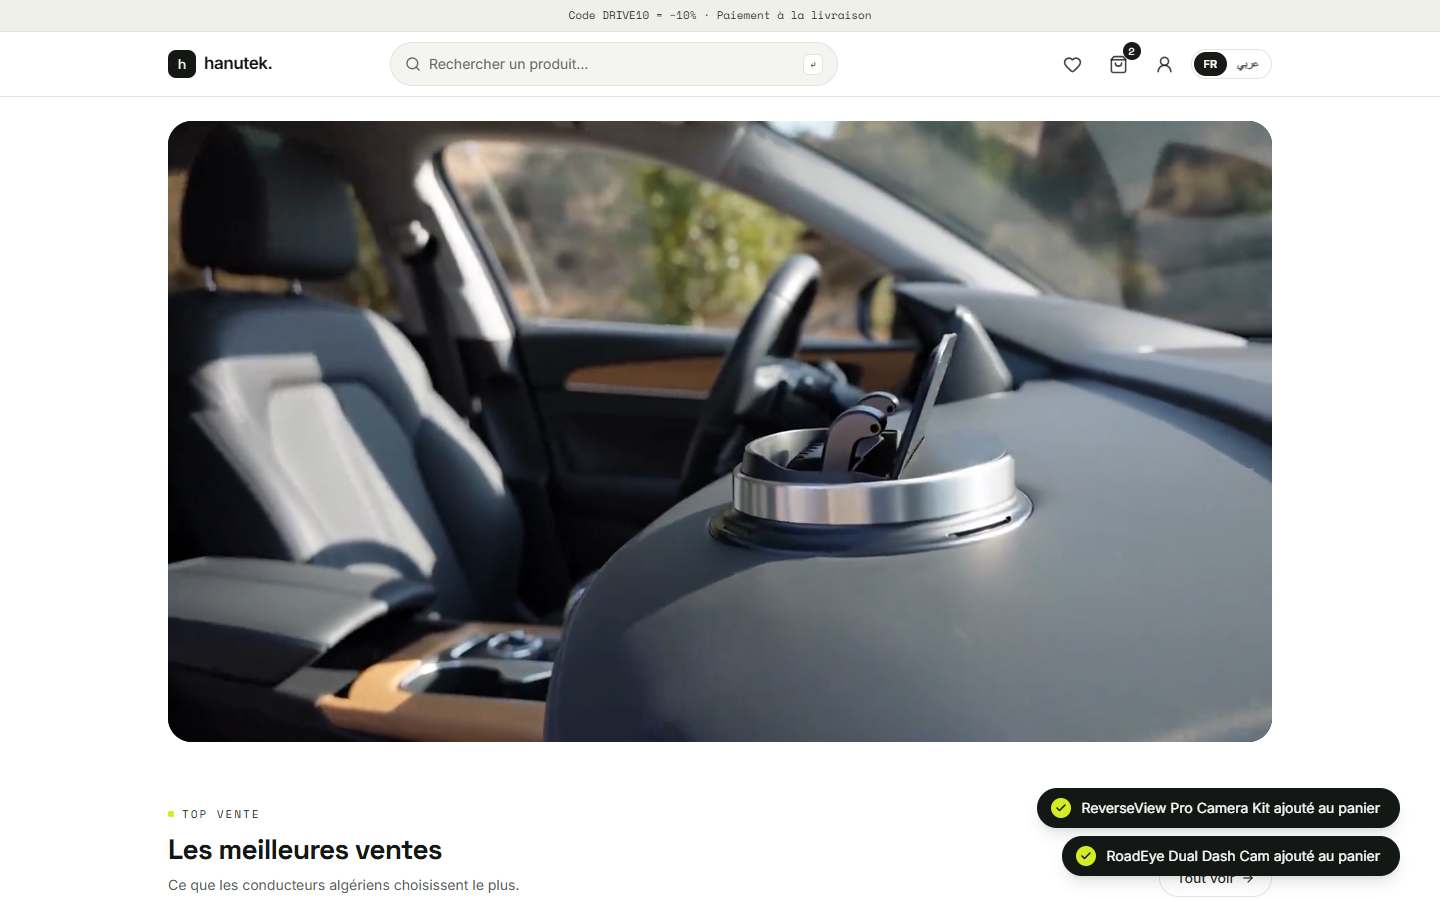 Code DRIVE10 = -10% · Paiement à la livraison
h hanutek.
Rechercher un produit...
2
FR عربي
TOP VENTE
Les meilleures ventes
Ce que les conducteurs algériens choisissent le plus.
ReverseView Pro Camera Kit ajouté au panier
RoadEye Dual Dash Cam ajouté au panier
Tout voir →